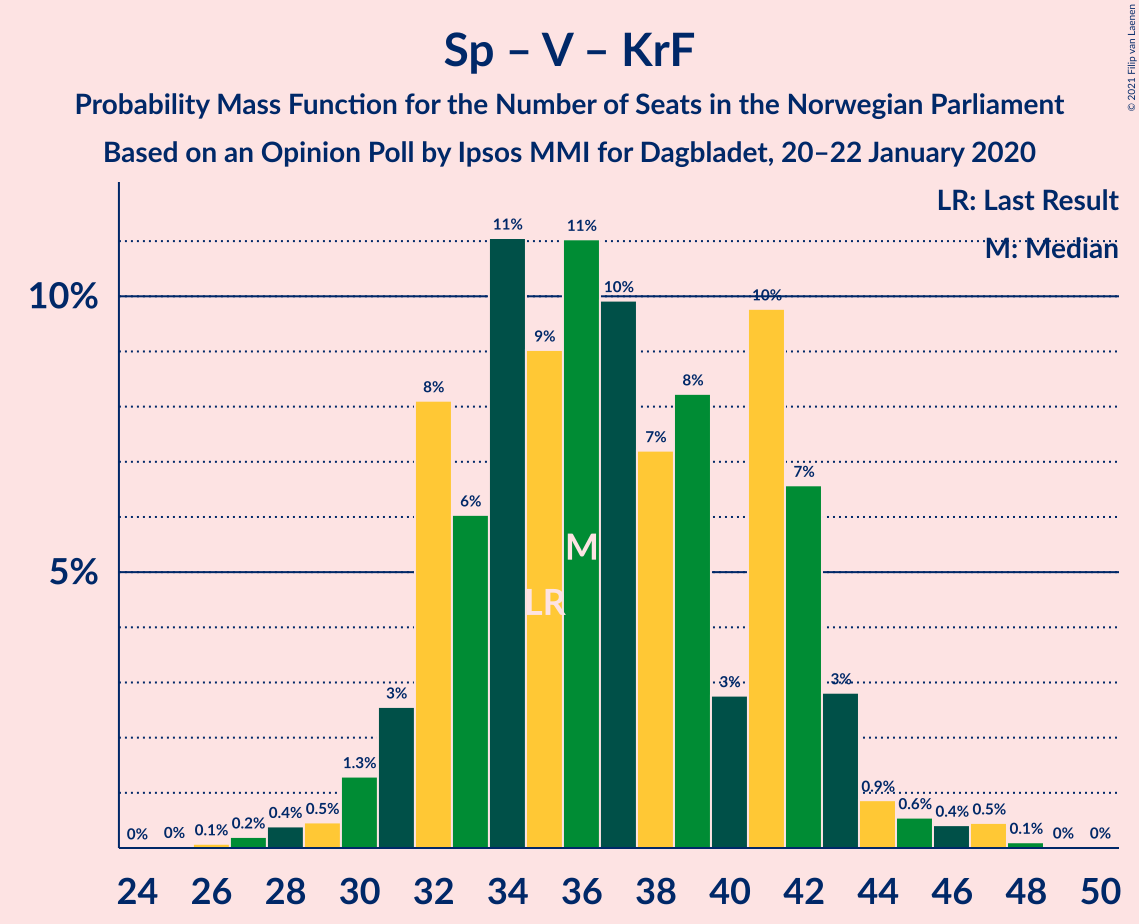 Sp – V – KrF
Probability Mass Function for the Number of Seats in the Norwegian Parliament
Based on an Opinion Poll by Ipsos MMI for Dagbladet, 20–22 January 2020
© 2021 Filip van Laenen
LR: Last Result
M: Median
10%
5%
0% 0% 0.1% 0.2% 0.4% 0.5% 1.3% 3% 8% 6% 11% 9% 11% 10% 7% 8% 3% 10% 7% 3% 0.9% 0.6% 0.4% 0.5% 0.1% 0% 0%
M
LR
24 26 28 30 32 34 36 38 40 42 44 46 48 50